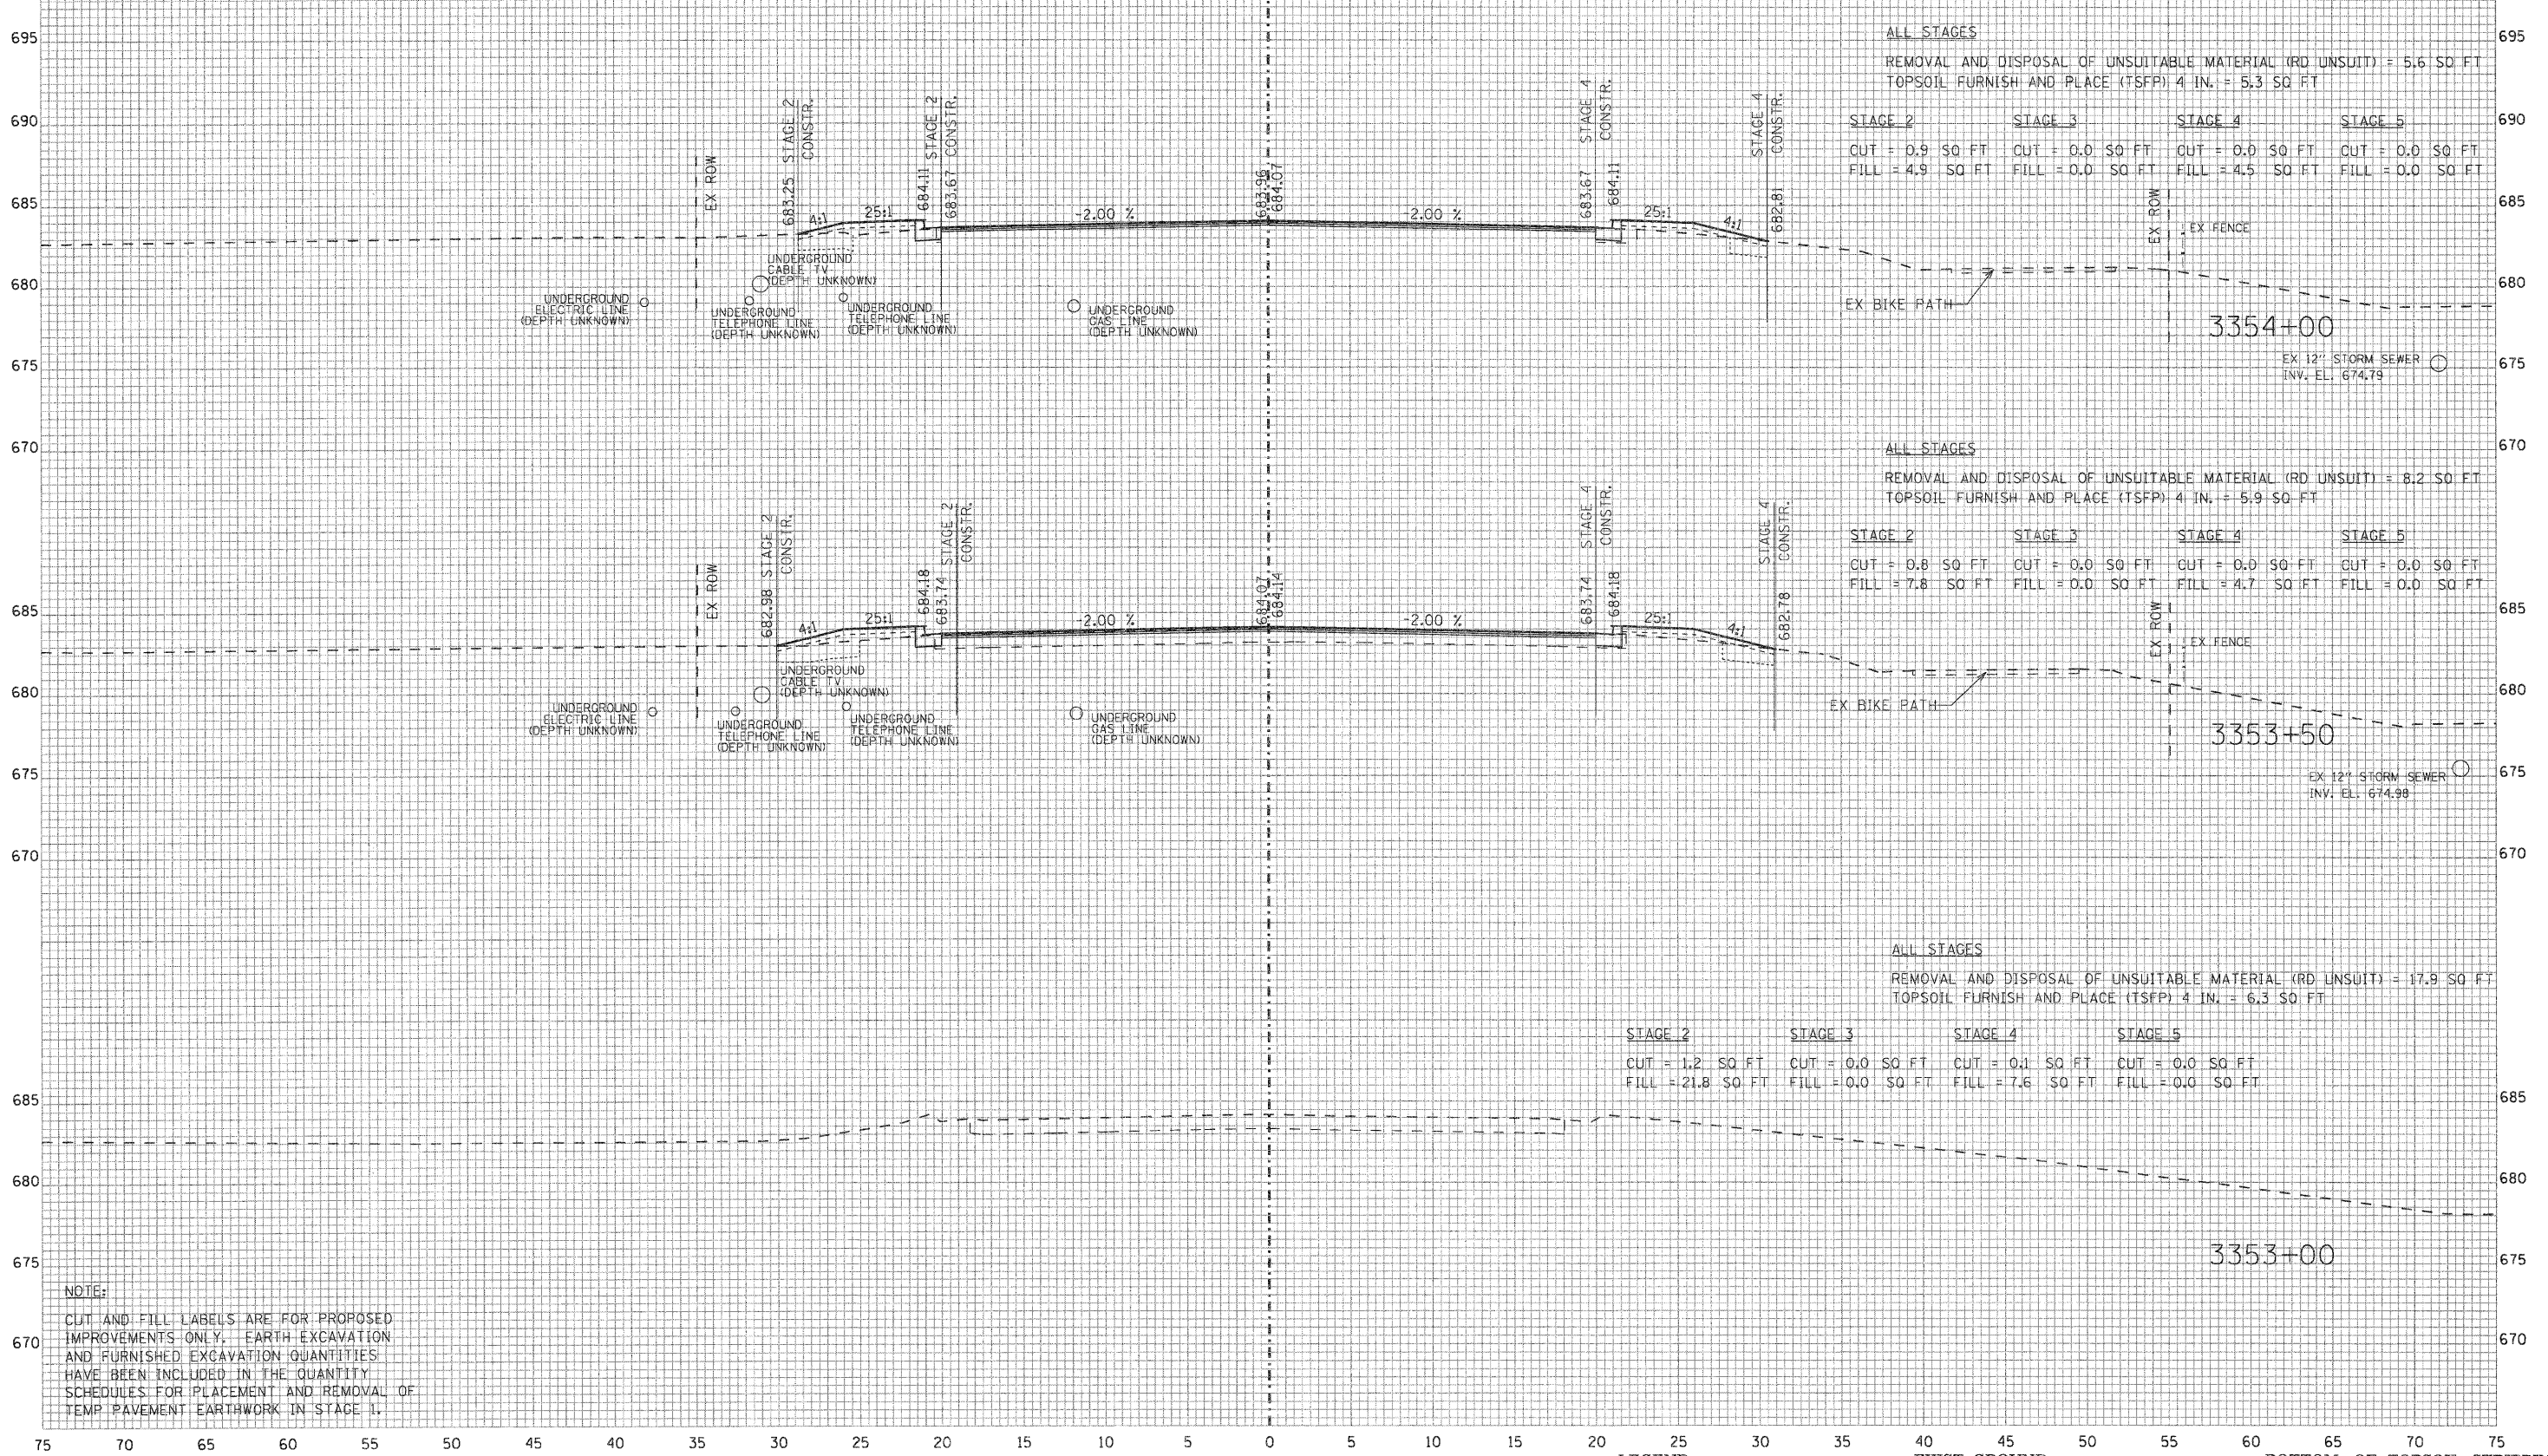 695
695
ALL STAGES
REMOVAL AND DISPOSAL OF UNSUITABLE MATERIAL (RD UNSUIT) = 5.6 SQ FT
TOPSOIL FURNISH AND PLACE (TSFP) 4 IN. = 5.3 SQ FT
690
690
STAGE 2 STAGE 3 STAGE 4 STAGE 5
CUT = 0.9 SQ FT CUT = 0.0 SQ FT CUT = 0.0 SQ FT CUT = 0.0 SQ FT
FILL = 4.9 SQ FT FILL = 0.0 SQ FT FILL = 4.5 SQ FT FILL = 0.0 SQ FT
EX ROW
683.25 STAGE 2
CONSTR.
684.11 STAGE 2
683.67 CONSTR.
683.96
684.07
683.67 STAGE 4
684.11 CONSTR.
STAGE 4
682.81 CONSTR.
EX ROW
EX FENCE
685
685
4:1
25:1
-2.00 %
-2.00 %
25:1
4:1
680
680
UNDERGROUND
ELECTRIC LINE
(DEPTH UNKNOWN)
UNDERGROUND
CABLE TV
(DEPTH UNKNOWN)
UNDERGROUND
TELEPHONE LINE
(DEPTH UNKNOWN)
UNDERGROUND
TELEPHONE LINE
(DEPTH UNKNOWN)
UNDERGROUND
GAS LINE
(DEPTH UNKNOWN)
EX BIKE PATH
3354+00
675
675
EX 12" STORM SEWER
INV. EL. 674.79
670
670
ALL STAGES
REMOVAL AND DISPOSAL OF UNSUITABLE MATERIAL (RD UNSUIT) = 8.2 SQ FT
TOPSOIL FURNISH AND PLACE (TSFP) 4 IN. = 5.9 SQ FT
STAGE 2 STAGE 3 STAGE 4 STAGE 5
CUT = 0.8 SQ FT CUT = 0.0 SQ FT CUT = 0.0 SQ FT CUT = 0.0 SQ FT
FILL = 7.8 SQ FT FILL = 0.0 SQ FT FILL = 4.7 SQ FT FILL = 0.0 SQ FT
EX ROW
682.98 STAGE 2
CONSTR.
684.18
683.74 STAGE 2
CONSTR.
684.07
684.14
683.74 STAGE 4
684.18 CONSTR.
STAGE 4
682.78 CONSTR.
EX ROW
EX FENCE
685
685
4:1
25:1
-2.00 %
-2.00 %
25:1
4:1
680
680
UNDERGROUND
ELECTRIC LINE
(DEPTH UNKNOWN)
UNDERGROUND
CABLE TV
(DEPTH UNKNOWN)
UNDERGROUND
TELEPHONE LINE
(DEPTH UNKNOWN)
UNDERGROUND
TELEPHONE LINE
(DEPTH UNKNOWN)
UNDERGROUND
GAS LINE
(DEPTH UNKNOWN)
EX BIKE PATH
3353+50
675
675
EX 12" STORM SEWER
INV. EL. 674.98
670
670
ALL STAGES
REMOVAL AND DISPOSAL OF UNSUITABLE MATERIAL (RD UNSUIT) = 17.9 SQ FT
TOPSOIL FURNISH AND PLACE (TSFP) 4 IN. = 6.3 SQ FT
STAGE 2 STAGE 3 STAGE 4 STAGE 5
CUT = 1.2 SQ FT CUT = 0.0 SQ FT CUT = 0.1 SQ FT CUT = 0.0 SQ FT
FILL = 21.8 SQ FT FILL = 0.0 SQ FT FILL = 7.6 SQ FT FILL = 0.0 SQ FT
685
685
680
680
675
675
3353+00
NOTE:
CUT AND FILL LABELS ARE FOR PROPOSED
IMPROVEMENTS ONLY. EARTH EXCAVATION
AND FURNISHED EXCAVATION QUANTITIES
HAVE BEEN INCLUDED IN THE QUANTITY
SCHEDULES FOR PLACEMENT AND REMOVAL OF
TEMP PAVEMENT EARTHWORK IN STAGE 1.
670
670
75 70 65 60 55 50 45 40 35 30 25 20 15 10 5 0 5 10 15 20 25 30 35 40 45 50 55 60 65 70 75